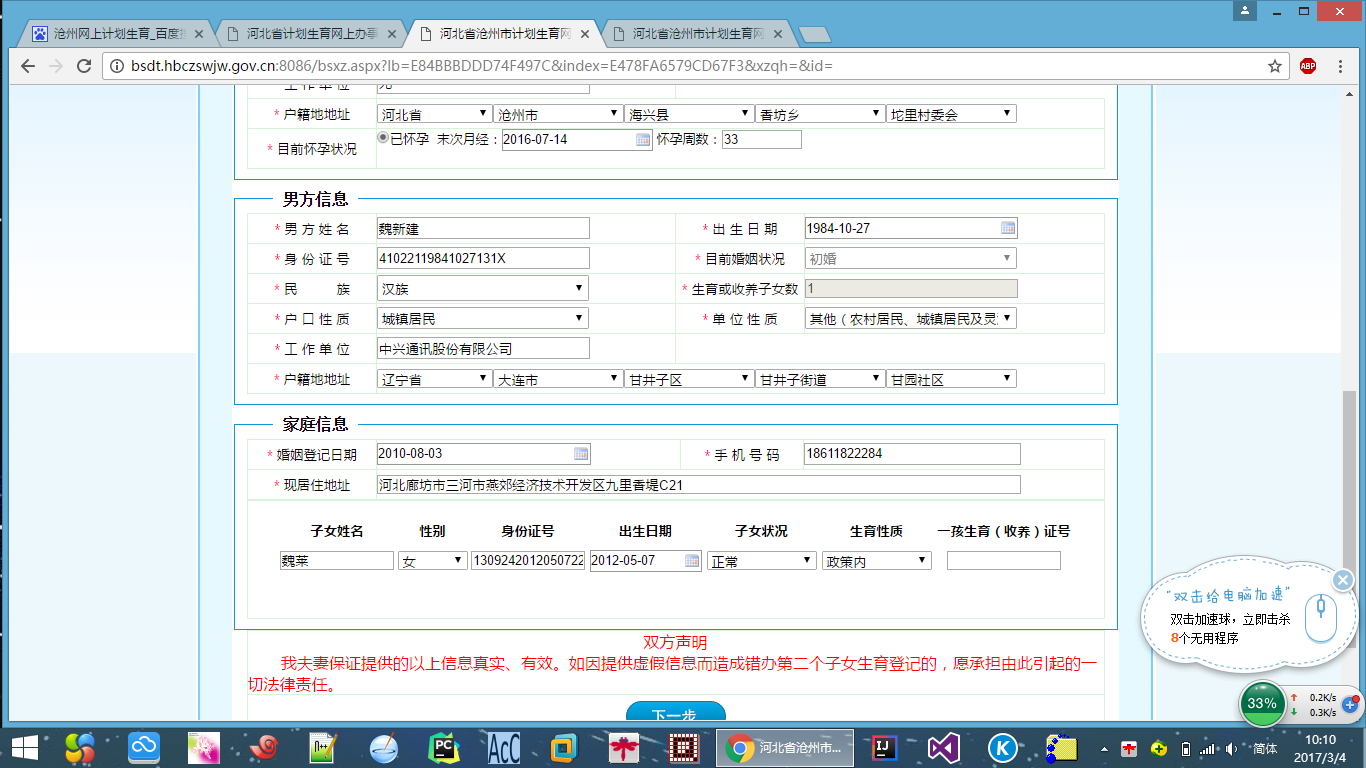 沧州网上计划生育_百度搜
河北省计划生育网上办事
河北省沧州市计划生育网
河北省沧州市计划生育网
bsdt.hbczswjw.gov.cn:8086/bsxz.aspx?lb=E84BBBDDD74F497C&index=E478FA6579CD67F3&xzqh=&id=
ABP
工 作 单 位 无
* 户籍地地址 河北省 沧州市 海兴县 香坊乡 坨里村委会
* 目前怀孕状况 已怀孕 末次月经：2016-07-14 怀孕周数：33
男方信息
* 男 方 姓 名 魏新建 * 出 生 日 期 1984-10-27
* 身 份 证 号 41022119841027131X * 目前婚姻状况 初婚
* 民 族 汉族 * 生育或收养子女数 1
* 户 口 性 质 城镇居民 * 单 位 性 质 其他（农村居民、城镇居民及灵
* 工 作 单 位 中兴通讯股份有限公司
* 户籍地地址 辽宁省 大连市 甘井子区 甘井子街道 甘园社区
家庭信息
* 婚姻登记日期 2010-08-03 * 手 机 号 码 18611822284
* 现居住地址 河北廊坊市三河市燕郊经济技术开发区九里香堤C21
子女姓名 性别 身份证号 出生日期 子女状况 生育性质 一孩生育（收养）证号
魏莱 女 1309242012050722 2012-05-07 正常 政策内
双方声明
我夫妻保证提供的以上信息真实、有效。如因提供虚假信息而造成错办第二个子女生育登记的，愿承担由此引起的一
切法律责任。
下一步
“双击给电脑加速”
双击加速球，立即击杀
8个无用程序
33%
0.2K/s
0.3K/s
PC
Acc
河北省沧州市...
IJ
K
简体
10:10
2017/3/4